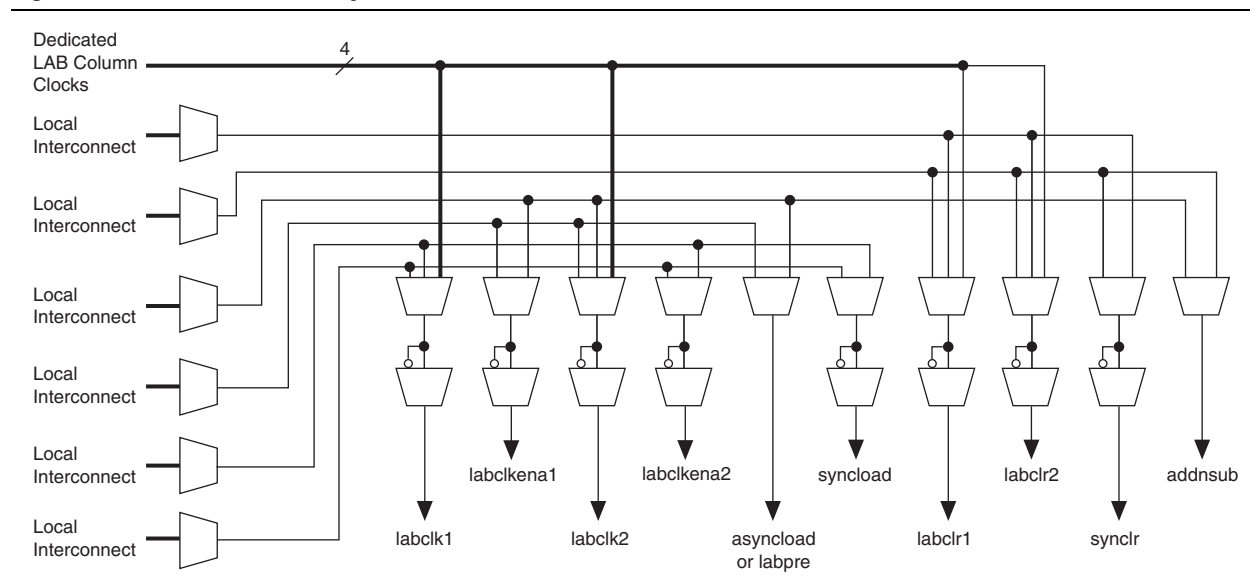 Dedicated
LAB Column
Clocks
4
Local
Interconnect
Local
Interconnect
Local
Interconnect
Local
Interconnect
Local
Interconnect
Local
Interconnect
labclkena1
labclkena2
syncload
labclr2
addnsub
labclk1
labclk2
asyncload
or labpre
labclr1
synclr